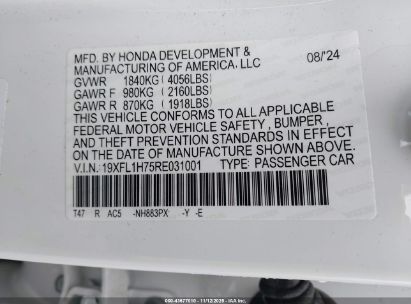 MFD. BY HONDA DEVELOPMENT & 08/'24
MANUFACTURING OF AMERICA, LLC
GVWR 1840KG ( 4056LBS)
GAWR F 980KG ( 2160LBS)
GAWR R 870KG ( 1918LBS)
THIS VEHICLE CONFORMS TO ALL APPLICABLE
FEDERAL MOTOR VEHICLE SAFETY , BUMPER ,
AND THEFT PREVENTION STANDARDS IN EFFECT
ON THE DATE OF MANUFACTURE SHOWN ABOVE.
V.I.N. 19XFL1H75RE031001 TYPE: PASSENGER CAR
T47 R AC5 -NH883PX -Y -E